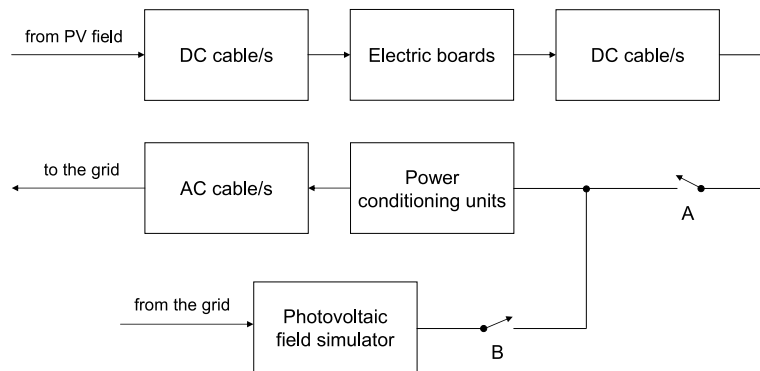 from PV field
DC cable/s
Electric boards
DC cable/s
to the grid
AC cable/s
Power
conditioning units
A
from the grid
Photovoltaic
field simulator
B